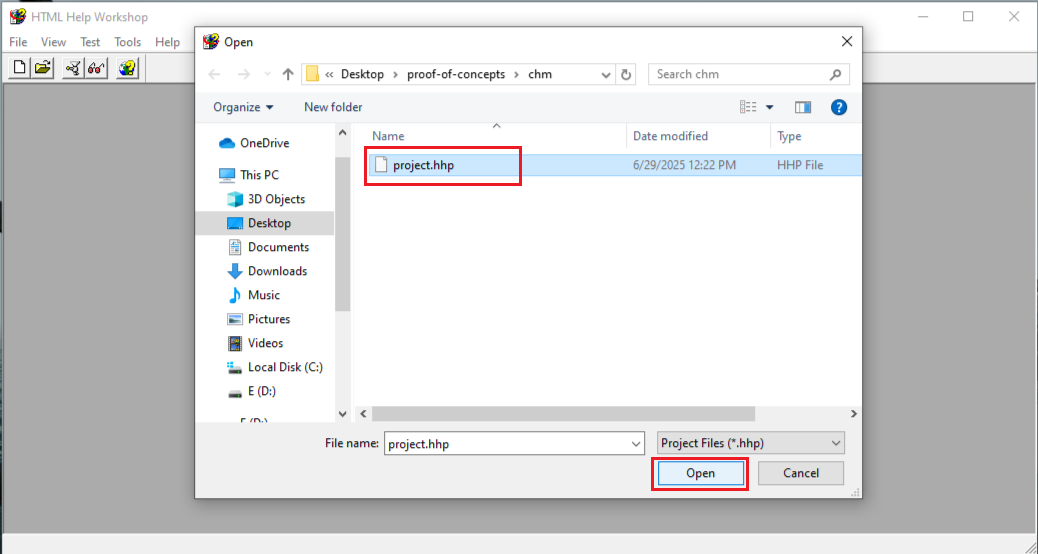 HTML Help Workshop
File View Test Tools Help
Open
« Desktop › proof-of-concepts › chm
Search chm
Organize New folder
Name Date modified Type
project.hhp 6/29/2025 12:22 PM HHP File
OneDrive
This PC
3D Objects
Desktop
Documents
Downloads
Music
Pictures
Videos
Local Disk (C:)
E (D:)
File name: project.hhp Project Files (*.hhp)
Open Cancel